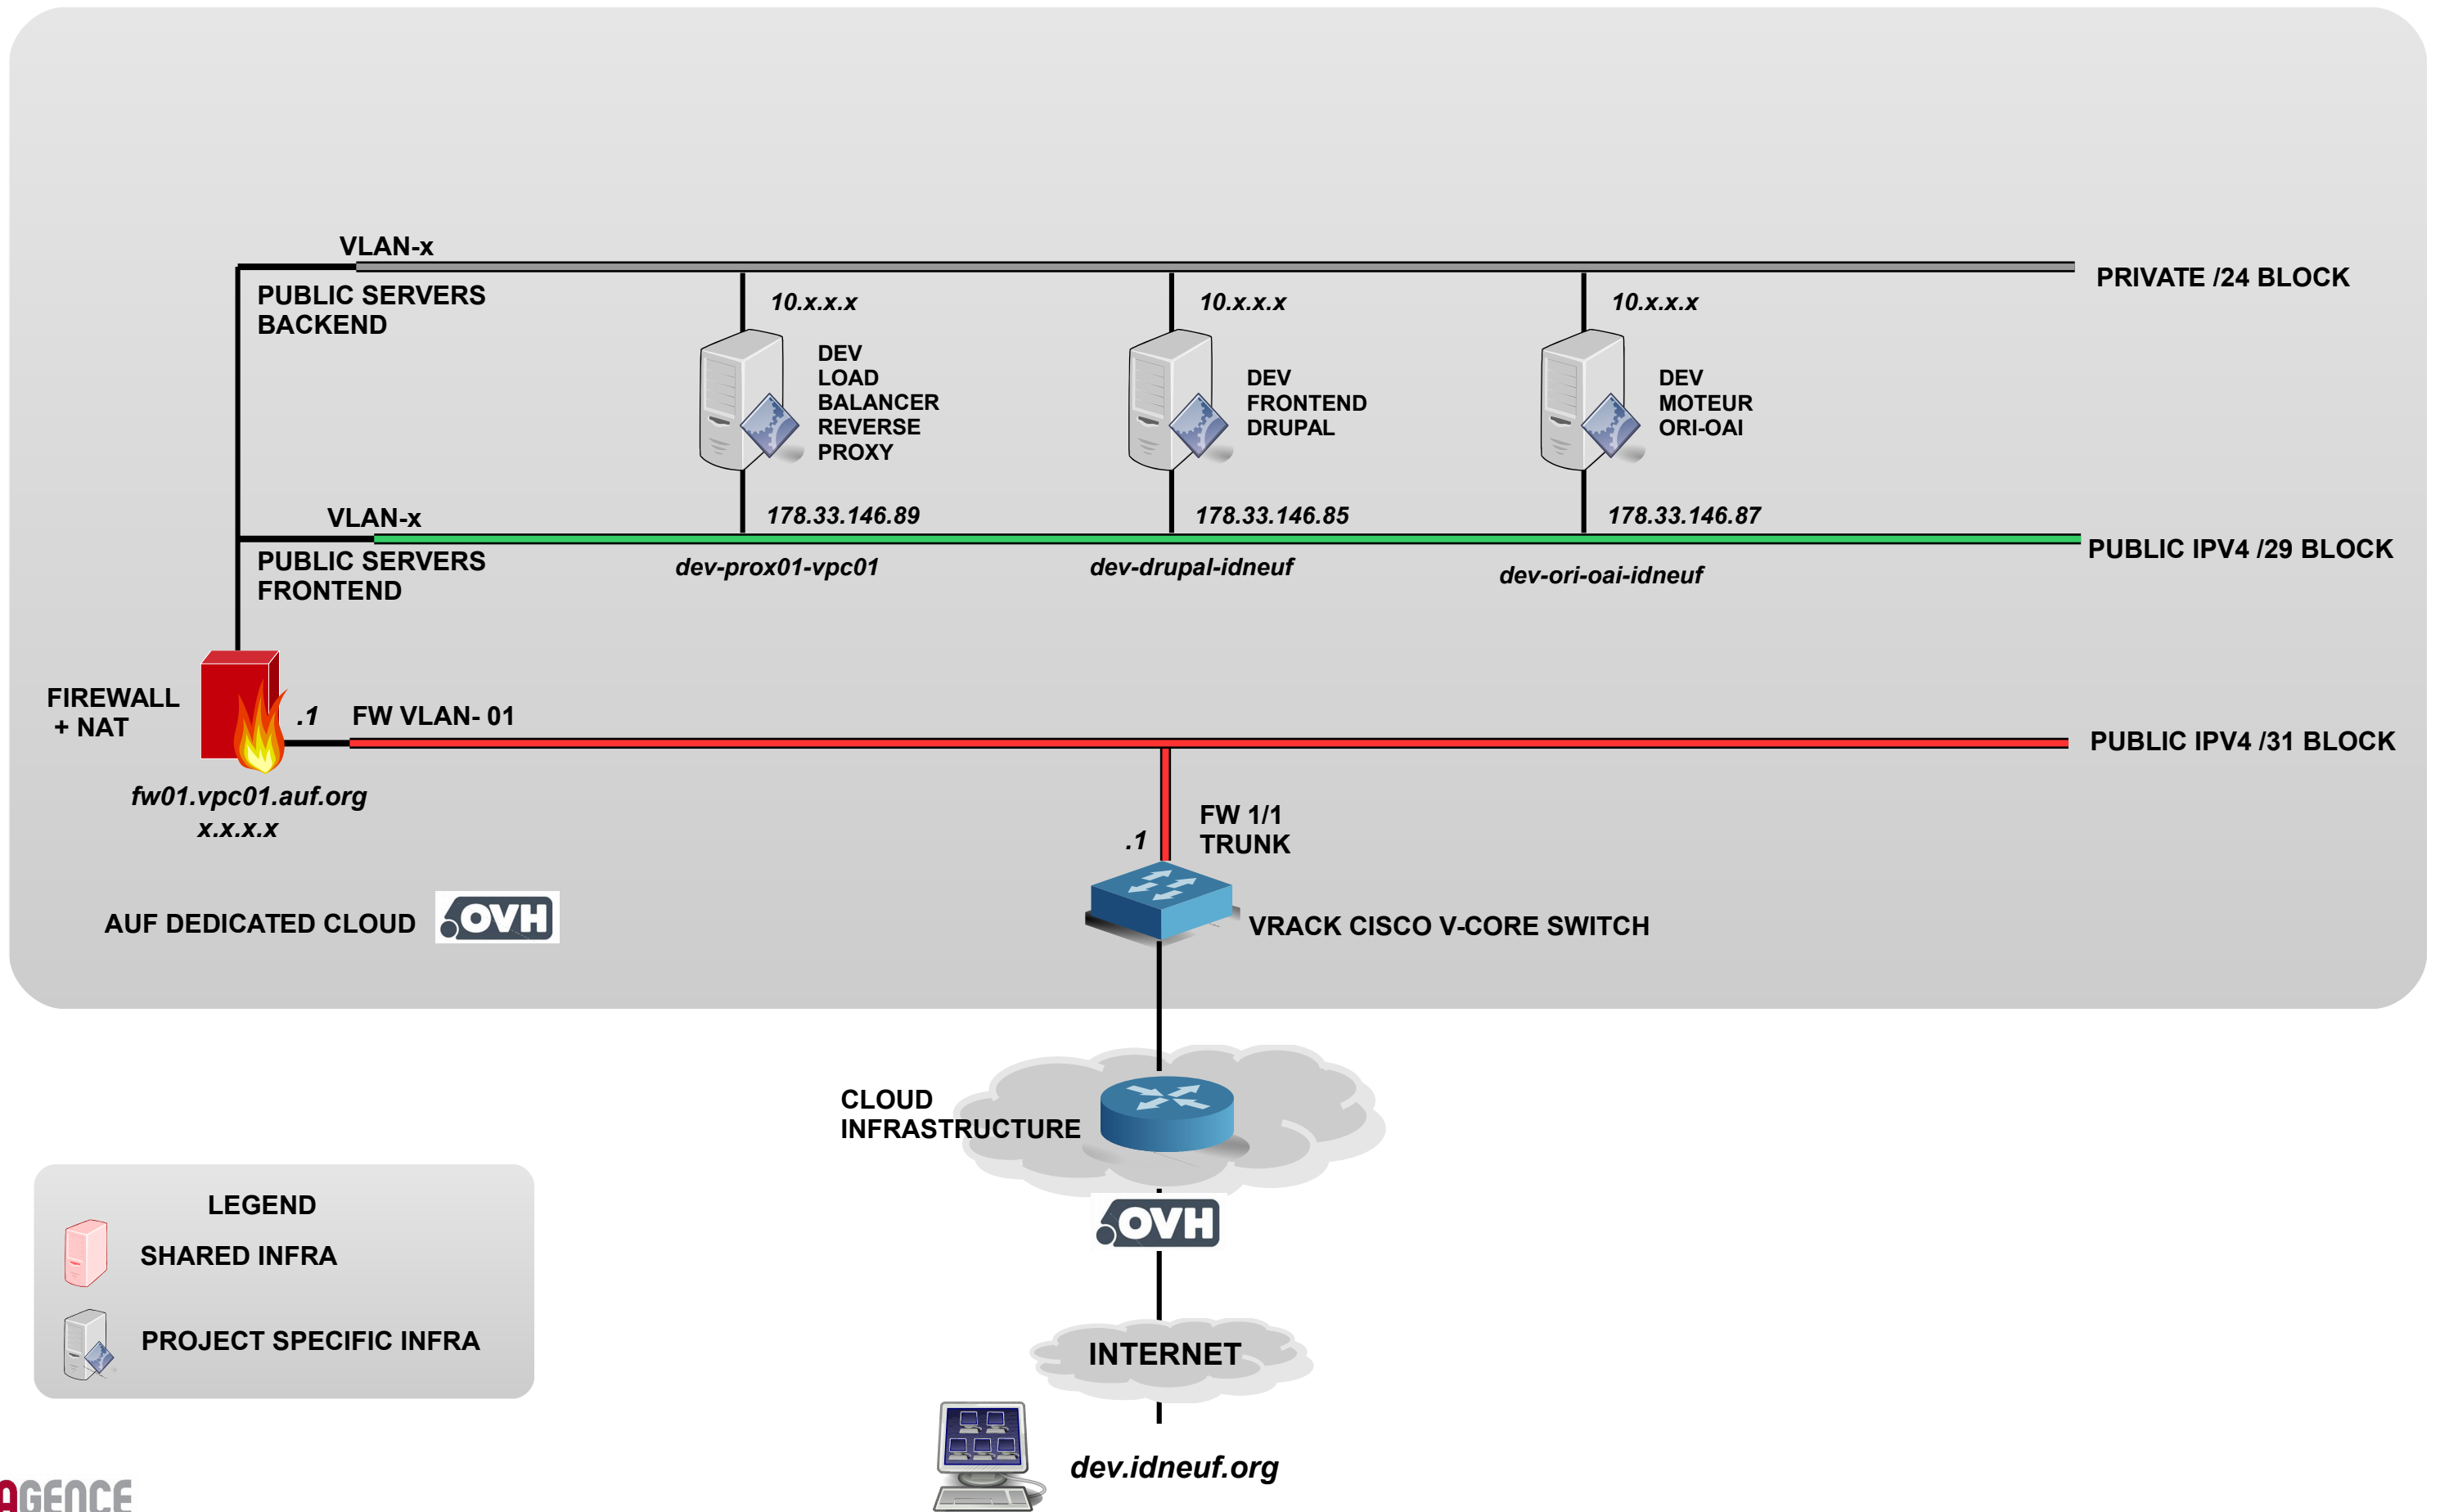 VLAN-x
PUBLIC SERVERS
BACKEND
PRIVATE /24 BLOCK
10.x.x.x
10.x.x.x
10.x.x.x
DEV
LOAD
BALANCER
REVERSE
PROXY
DEV
FRONTEND
DRUPAL
DEV
MOTEUR
ORI-OAI
178.33.146.89
178.33.146.85
178.33.146.87
VLAN-x
PUBLIC SERVERS
FRONTEND
PUBLIC IPV4 /29 BLOCK
dev-prox01-vpc01
dev-drupal-idneuf
dev-ori-oai-idneuf
FIREWALL
+ NAT
.1
FW VLAN- 01
PUBLIC IPV4 /31 BLOCK
fw01.vpc01.auf.org
x.x.x.x
.1
FW 1/1
TRUNK
AUF DEDICATED CLOUD
OVH
VRACK CISCO V-CORE SWITCH
CLOUD
INFRASTRUCTURE
OVH
LEGEND
SHARED INFRA
PROJECT SPECIFIC INFRA
INTERNET
dev.idneuf.org
AGENCE